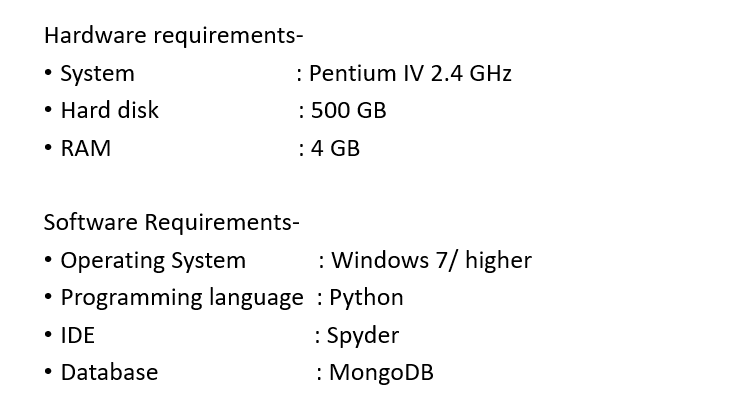 Hardware requirements-
• System : Pentium IV 2.4 GHz
• Hard disk : 500 GB
• RAM : 4 GB
Software Requirements-
• Operating System : Windows 7/ higher
• Programming language : Python
• IDE : Spyder
• Database : MongoDB